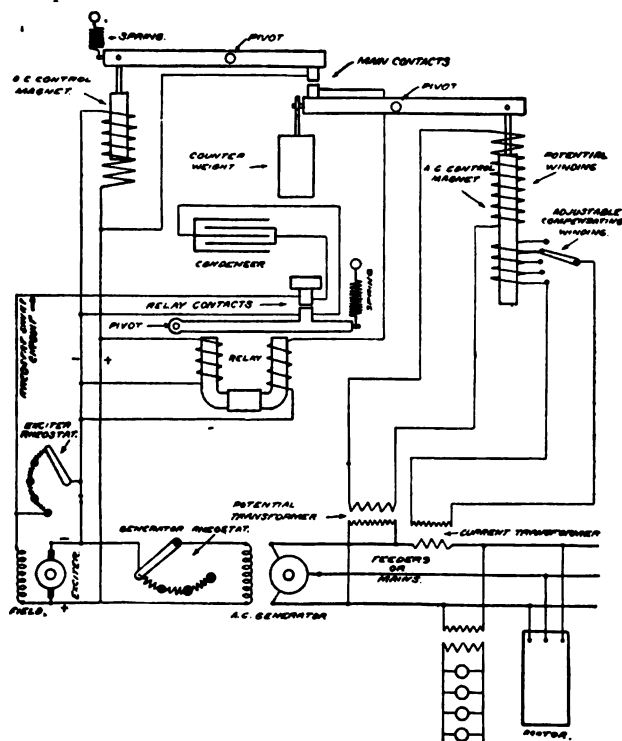 SPRING.
PIVOT
MAIN CONTACTS
D.C CONTROL
MAGNET.
PIVOT
COUNTER
WEIGHT
A.C. CONTROL
MAGNET
POTENTIAL
WINDING
ADJUSTABLE
COMPENSATING
WINDING.
CONDENSER
RELAY CONTACTS
SPRING
PIVOT
RHEOSTAT SHUNT
CIRCUIT
- +
RELAY
-
EXCITER
RHEOSTAT.
POTENTIAL
TRANSFORMER
GENERATOR RHEOSTAT.
CURRENT TRANSFORMER
-
EXCITER
FEEDERS
OR
MAINS.
FIELD.
+
A.C. GENERATOR
MOTOR.